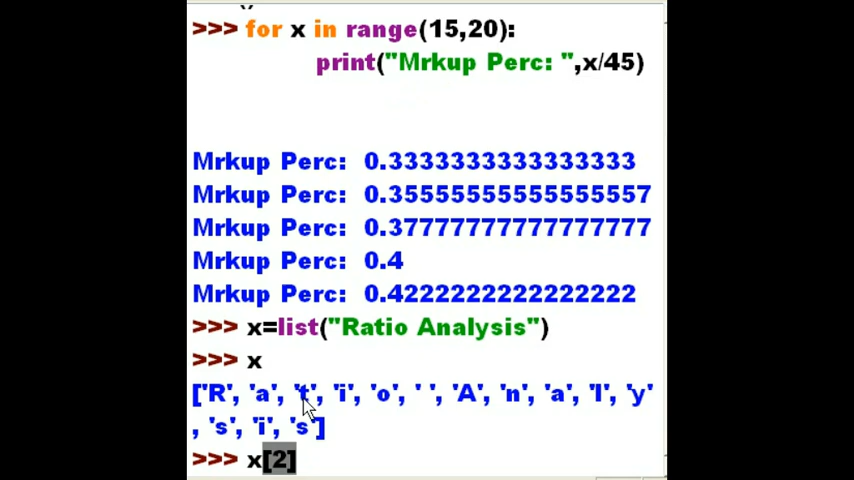 >>> for x in range(15,20):
print("Mrkup Perc: ",x/45)
Mrkup Perc: 0.3333333333333333
Mrkup Perc: 0.35555555555555557
Mrkup Perc: 0.37777777777777777
Mrkup Perc: 0.4
Mrkup Perc: 0.4222222222222222
>>> x=list("Ratio Analysis")
>>> x
['R', 'a', 't', 'i', 'o', ' ', 'A', 'n', 'a', 'l', 'y'
, 's', 'i', 's']
>>> x[2]